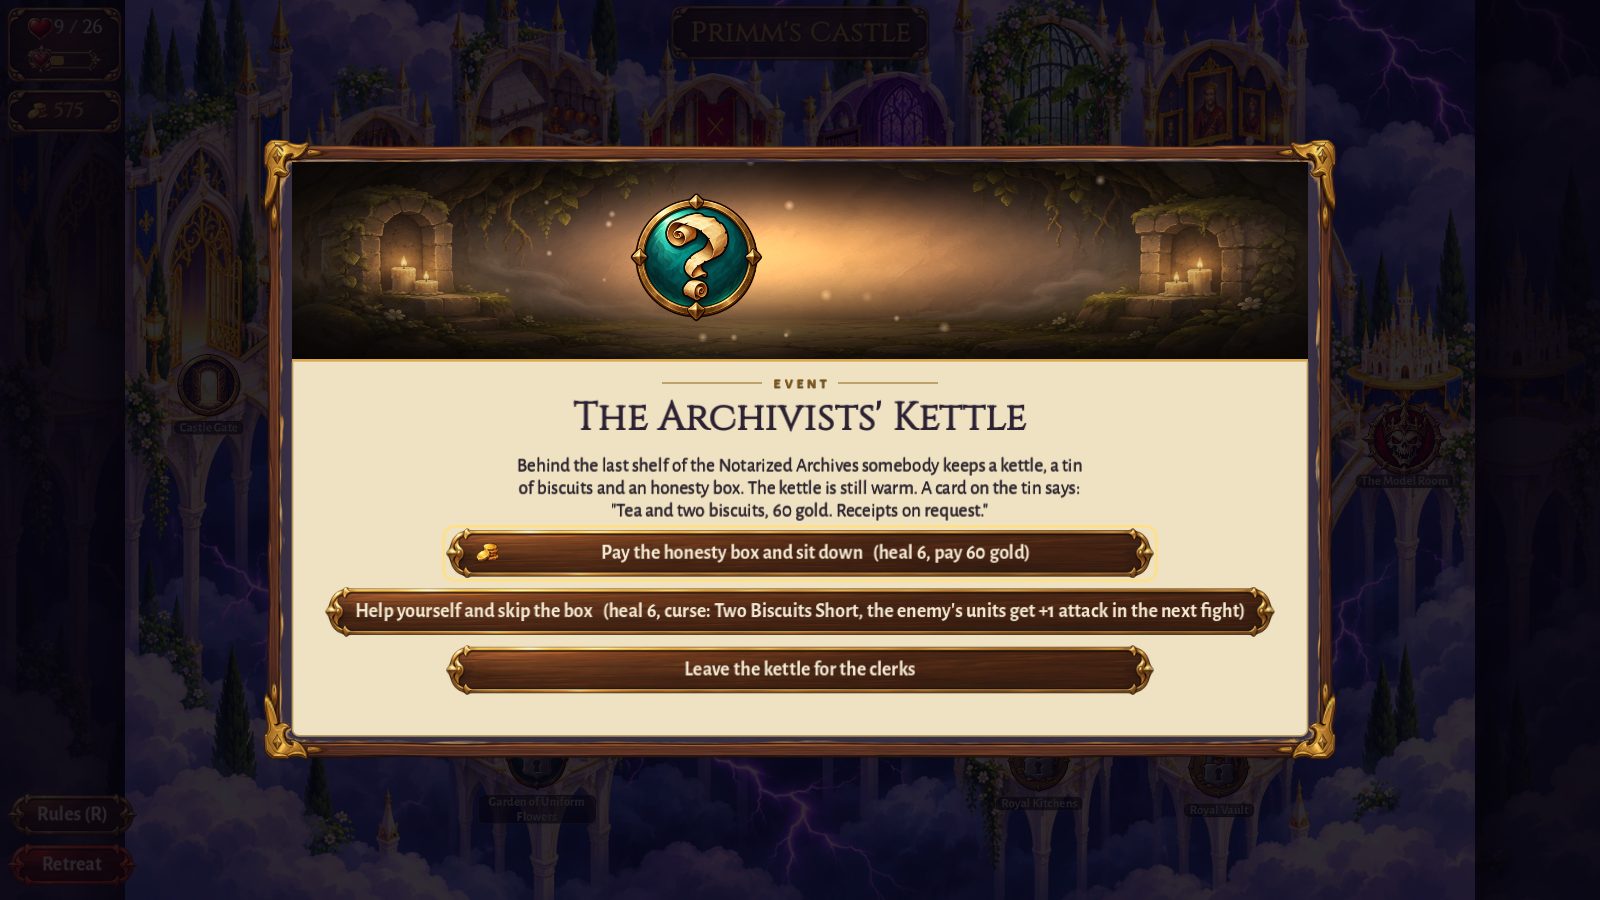 9 / 26
PRIMM'S CASTLE
575
Castle Gate
The Model Room
EVENT
THE ARCHIVISTS' KETTLE
Behind the last shelf of the Notarized Archives somebody keeps a kettle, a tin
of biscuits and an honesty box. The kettle is still warm. A card on the tin says:
"Tea and two biscuits, 60 gold. Receipts on request."
Pay the honesty box and sit down (heal 6, pay 60 gold)
Help yourself and skip the box (heal 6, curse: Two Biscuits Short, the enemy's units get +1 attack in the next fight)
Leave the kettle for the clerks
Garden of Uniform
Flowers
Royal Kitchens
Royal Vault
Rules (R)
Retreat